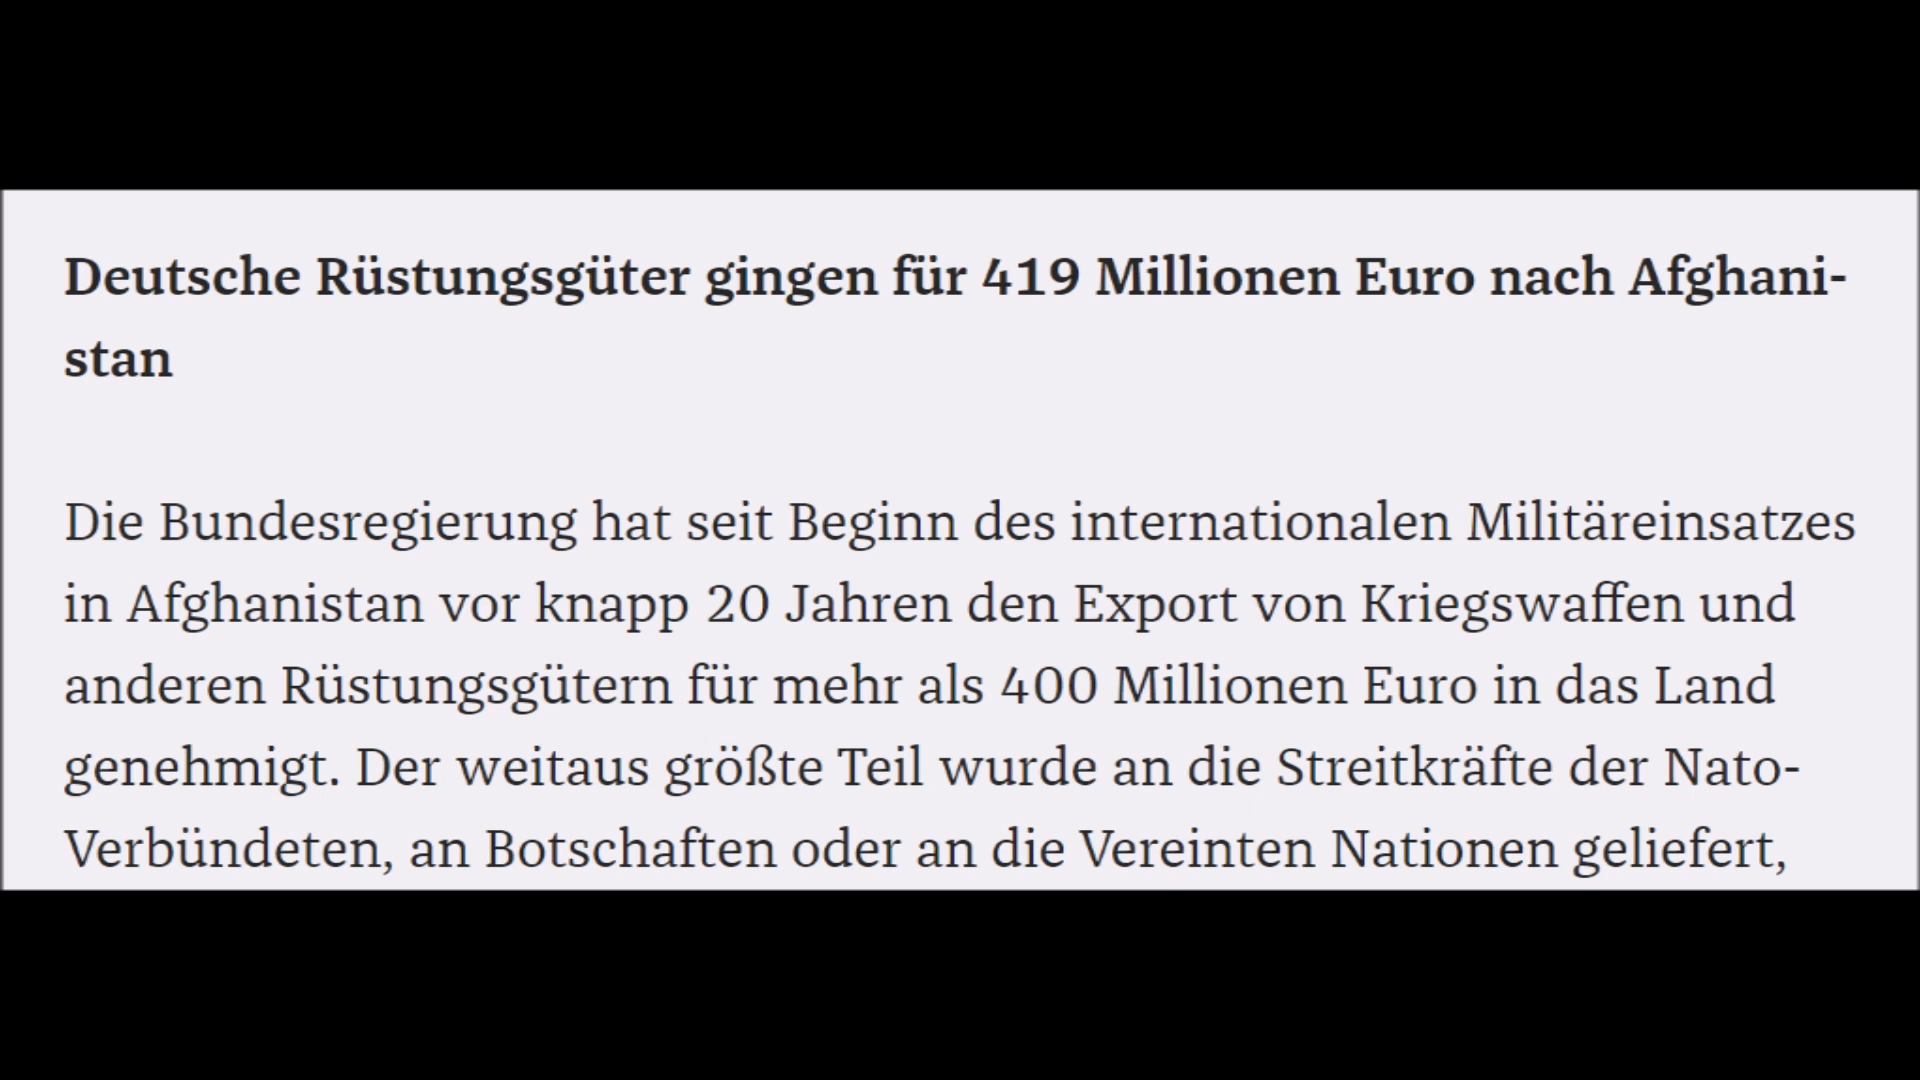 Deutsche Rüstungsgüter gingen für 419 Millionen Euro nach Afghani-
stan
Die Bundesregierung hat seit Beginn des internationalen Militäreinsatzes
in Afghanistan vor knapp 20 Jahren den Export von Kriegswaffen und
anderen Rüstungsgütern für mehr als 400 Millionen Euro in das Land
genehmigt. Der weitaus größte Teil wurde an die Streitkräfte der Nato-
Verbündeten, an Botschaften oder an die Vereinten Nationen geliefert,